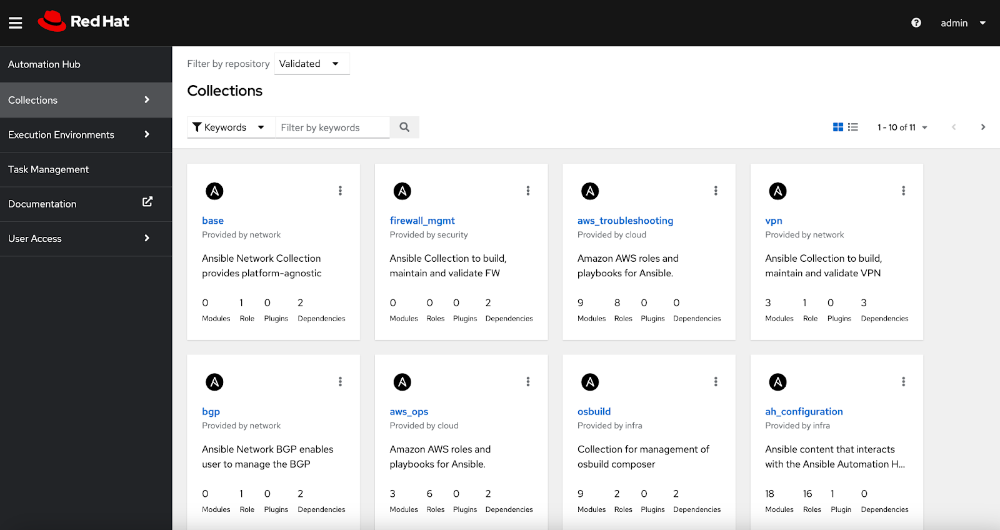 Red Hat
admin
Automation Hub
Collections
Execution Environments
Task Management
Documentation
User Access
Filter by repository Validated
Collections
Keywords Filter by keywords
1 - 10 of 11
base
Provided by network
Ansible Network Collection
provides platform-agnostic
0 1 0 2
Modules Role Plugins Dependencies
firewall_mgmt
Provided by security
Ansible Collection to build,
maintain and validate FW
0 0 0 2
Modules Roles Plugins Dependencies
aws_troubleshooting
Provided by cloud
Amazon AWS roles and
playbooks for Ansible.
9 8 0 0
Modules Roles Plugins Dependencies
vpn
Provided by network
Ansible Collection to build,
maintain and validate VPN
3 1 0 3
Modules Role Plugins Dependencies
bgp
Provided by network
Ansible Network BGP enables
user to manage the BGP
0 1 0 2
Modules Role Plugins Dependencies
aws_ops
Provided by cloud
Amazon AWS roles and
playbooks for Ansible.
3 6 0 2
Modules Roles Plugins Dependencies
osbuild
Provided by infra
Collection for management of
osbuild composer
9 2 0 2
Modules Roles Plugins Dependencies
ah_configuration
Provided by infra
Ansible content that interacts
with the Ansible Automation H...
18 16 1 0
Modules Roles Plugin Dependencies